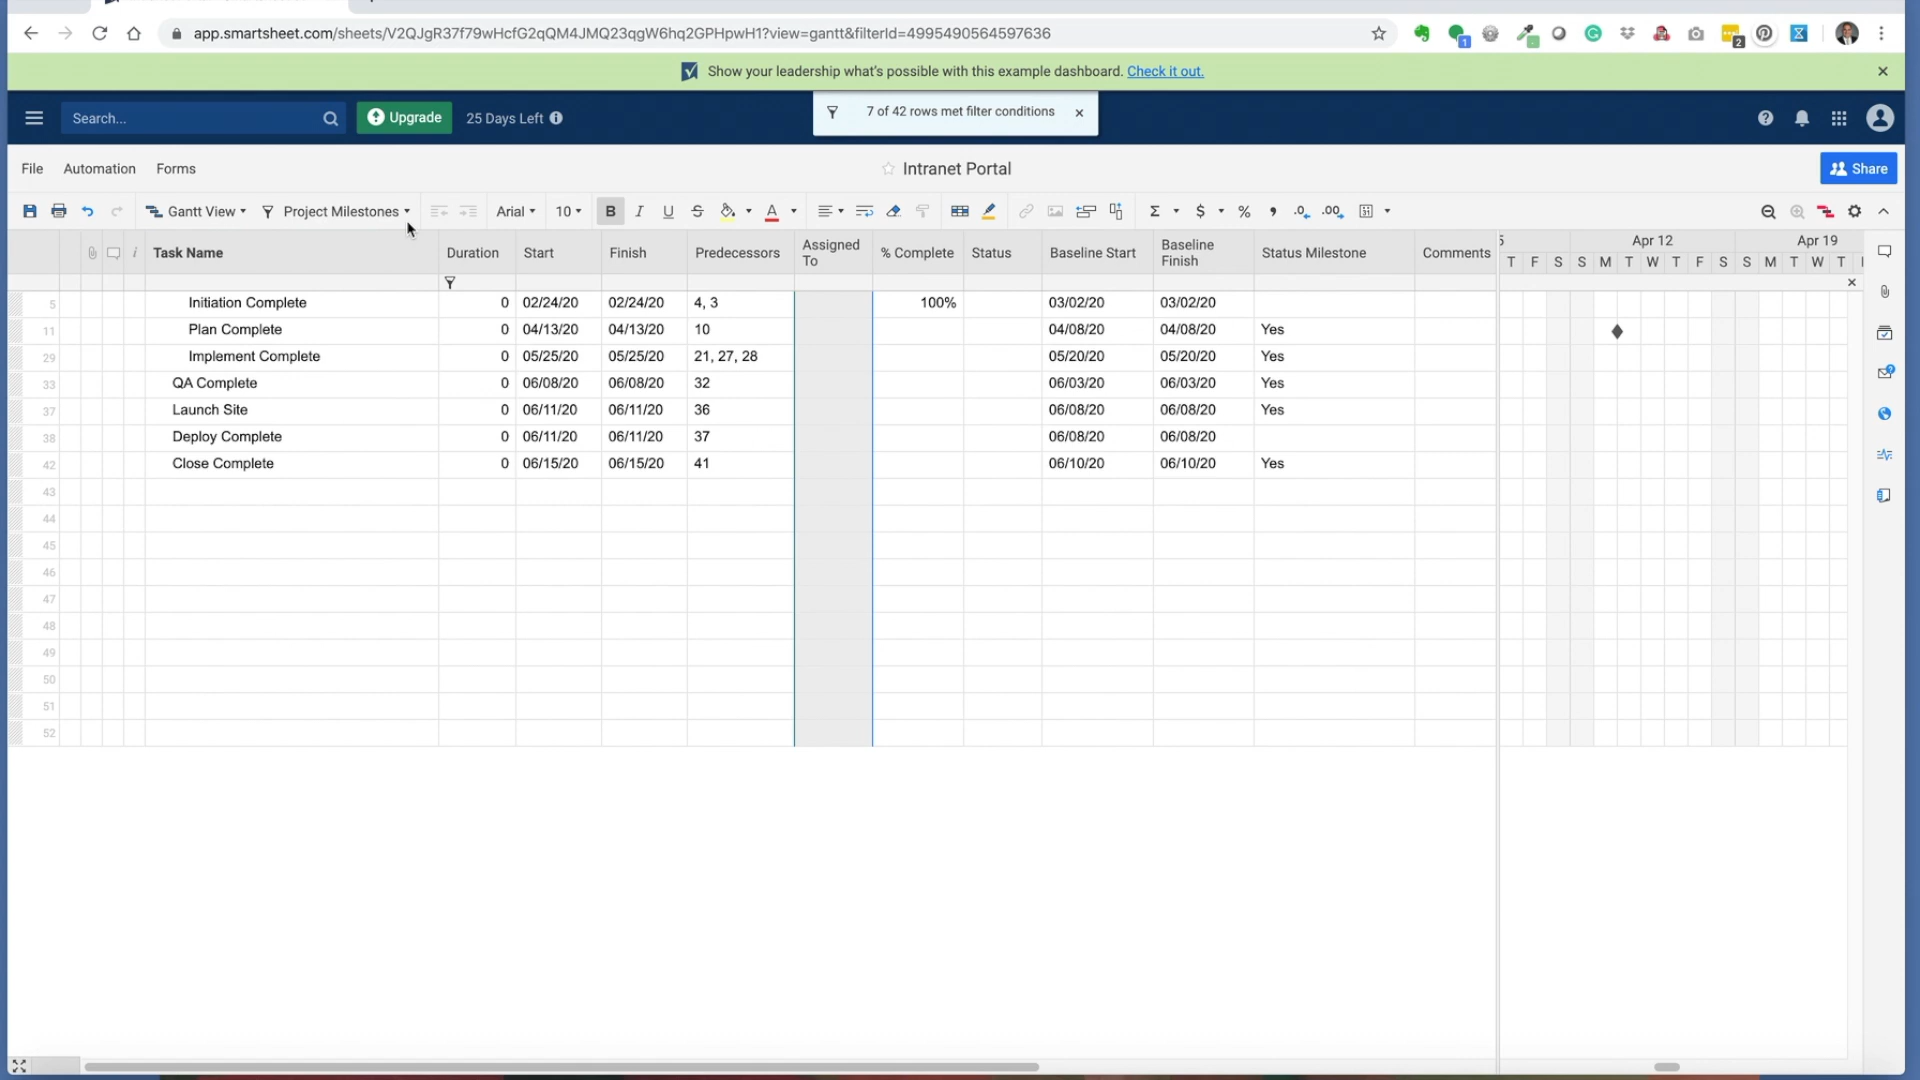 app.smartsheet.com/sheets/V2QJgR37f79wHcfG2qQM4JMQ23qgW6hq2GPHpwH1?view=gantt&filterId=4995490564597636
1
2
Show your leadership what's possible with this example dashboard. Check it out.
Search...
Upgrade
25 Days Left
7 of 42 rows met filter conditions
File
Automation
Forms
Intranet Portal
Share
Gantt View
Project Milestones
Arial
10
B I U S A Σ $ % , .0 .00
Task Name
Duration
Start
Finish
Predecessors
Assigned To
% Complete
Status
Baseline Start
Baseline Finish
Status Milestone
Comments
5
Apr 12
Apr 19
T F S S M T W T F S S M T W T
5 Initiation Complete 0 02/24/20 02/24/20 4, 3 100% 03/02/20 03/02/20
11 Plan Complete 0 04/13/20 04/13/20 10 04/08/20 04/08/20 Yes
29 Implement Complete 0 05/25/20 05/25/20 21, 27, 28 05/20/20 05/20/20 Yes
33 QA Complete 0 06/08/20 06/08/20 32 06/03/20 06/03/20 Yes
37 Launch Site 0 06/11/20 06/11/20 36 06/08/20 06/08/20 Yes
38 Deploy Complete 0 06/11/20 06/11/20 37 06/08/20 06/08/20
42 Close Complete 0 06/15/20 06/15/20 41 06/10/20 06/10/20 Yes
43
44
45
46
47
48
49
50
51
52